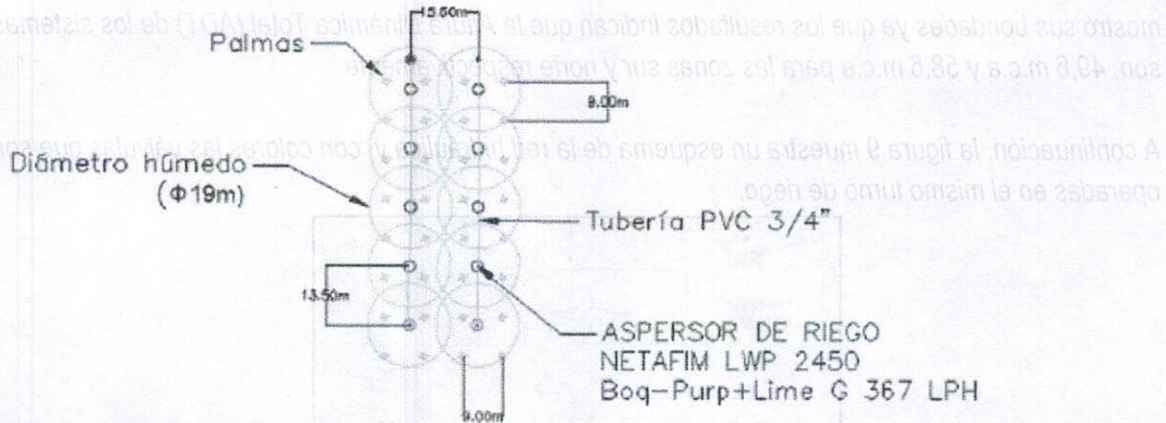 15.60m
Palmas
9.00m
Diámetro húmedo
(Φ19m)
Tubería PVC 3/4"
13.50m
ASPERSOR DE RIEGO
NETAFIM LWP 2450
Boq-Purp+Lime G 367 LPH
9.00m
mostró sus bondades ya que los resultados indican que le Altura Dinámica Total (ADT) de los sistemas
son, 49,6 m.c.a y 58,6 m.c.a para las zonas sur y norte respectivamente.
A continuación, la figura 9 muestra un esquema de la red hidráulica y con colores las válvulas que son
operadas en el mismo turno de riego.